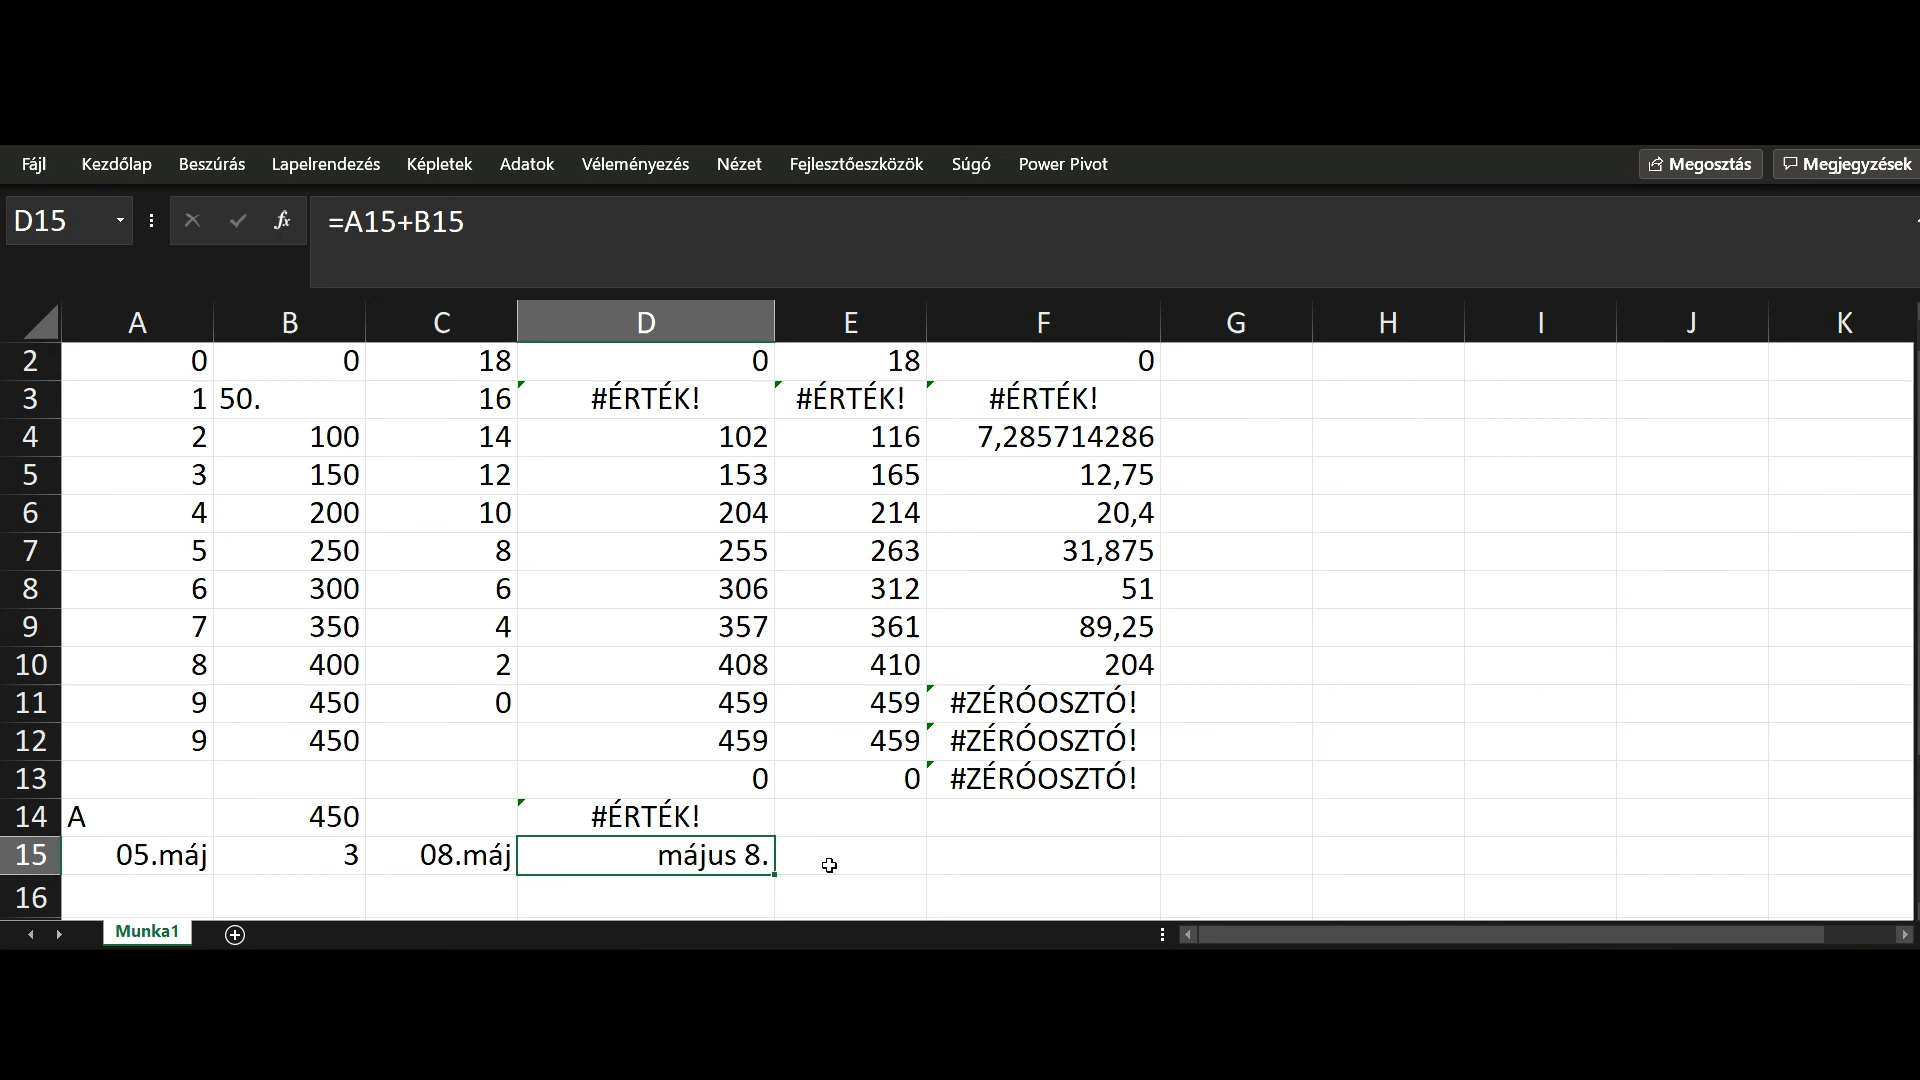 Fájl Kezdőlap Beszúrás Lapelrendezés Képletek Adatok Véleményezés Nézet Fejlesztőeszközök Súgó Power Pivot Megosztás Megjegyzések
D15 fx =A15+B15
A B C D E F G H I J K
2 0 0 18 0 18 0
3 1 50. 16 #ÉRTÉK! #ÉRTÉK! #ÉRTÉK!
4 2 100 14 102 116 7,285714286
5 3 150 12 153 165 12,75
6 4 200 10 204 214 20,4
7 5 250 8 255 263 31,875
8 6 300 6 306 312 51
9 7 350 4 357 361 89,25
10 8 400 2 408 410 204
11 9 450 0 459 459 #ZÉRÓOSZTÓ!
12 9 450 459 459 #ZÉRÓOSZTÓ!
13 0 0 #ZÉRÓOSZTÓ!
14 A 450 #ÉRTÉK!
15 05.máj 3 08.máj május 8.
16
Munka1